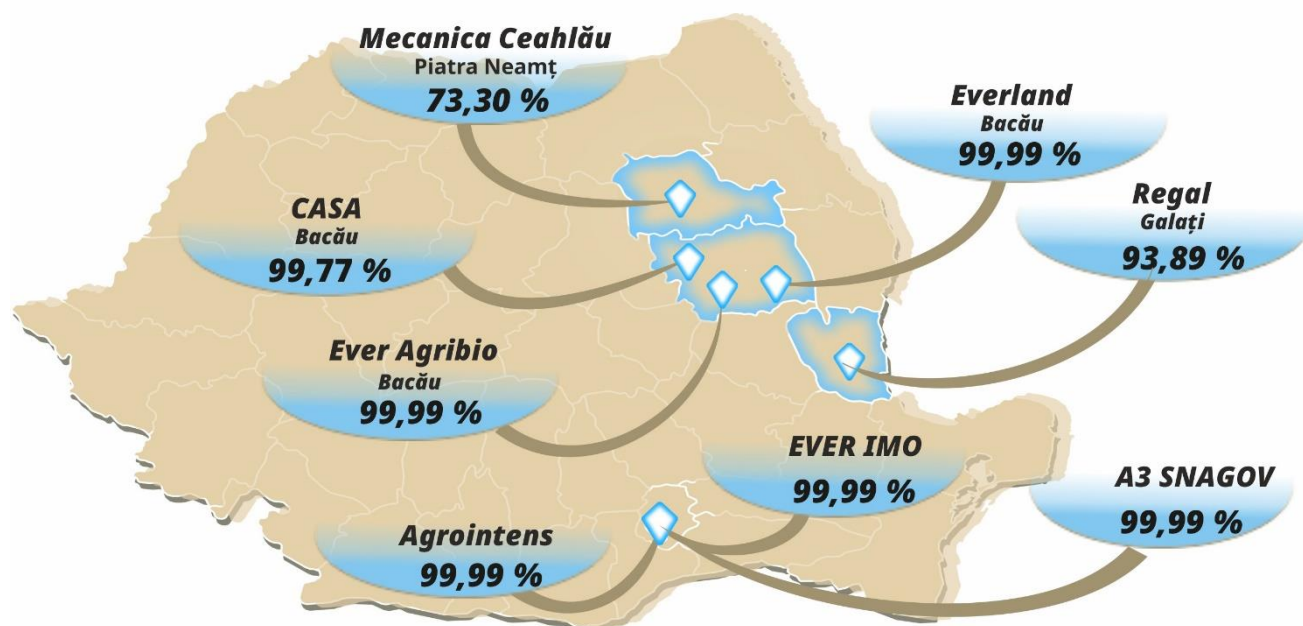 Mecanica Ceahlău
Piatra Neamț
73,30 %
Everland
Bacău
99,99 %
CASA
Bacău
99,77 %
Regal
Galați
93,89 %
Ever Agribio
Bacău
99,99 %
EVER IMO
99,99 %
A3 SNAGOV
99,99 %
Agrointens
99,99 %